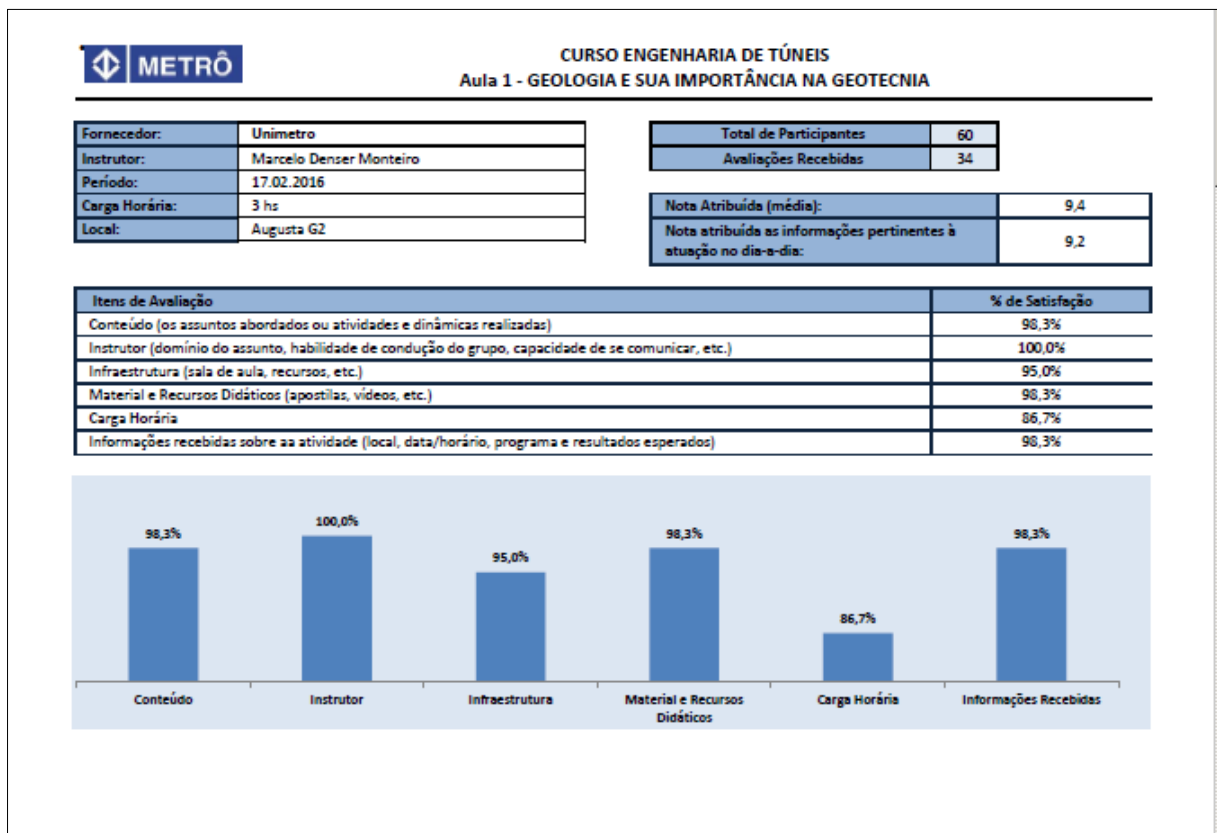 METRÔ
CURSO ENGENHARIA DE TÚNEIS
Aula 1 - GEOLOGIA E SUA IMPORTÂNCIA NA GEOTECNIA
Fornecedor: Unimetro
Instrutor: Marcelo Denser Monteiro
Período: 17.02.2016
Carga Horária: 3 hs
Local: Augusta G2
Total de Participantes 60
Avaliações Recebidas 34
Nota Atribuída (média): 9,4
Nota atribuída as informações pertinentes à
atuação no dia-a-dia: 9,2
Itens de Avaliação % de Satisfação
Conteúdo (os assuntos abordados ou atividades e dinâmicas realizadas) 98,3%
Instrutor (domínio do assunto, habilidade de condução do grupo, capacidade de se comunicar, etc.) 100,0%
Infraestrutura (sala de aula, recursos, etc.) 95,0%
Material e Recursos Didáticos (apostilas, vídeos, etc.) 98,3%
Carga Horária 86,7%
Informações recebidas sobre aa atividade (local, data/horário, programa e resultados esperados) 98,3%
98,3% 100,0% 95,0% 98,3% 86,7% 98,3%
Conteúdo Instrutor Infraestrutura Material e Recursos Carga Horária Informações Recebidas
Didáticos